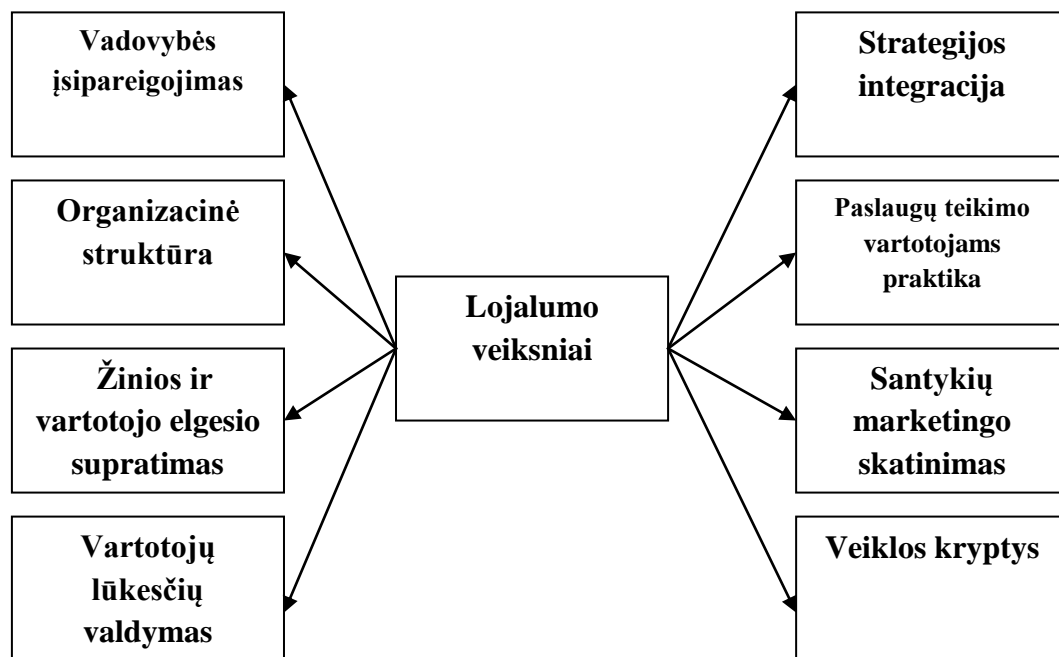 Vadovybės
įsipareigojimas
Organizacinė
struktūra
Žinios ir
vartotojo elgesio
supratimas
Vartotojų
lūkesčių
valdymas
Lojalumo
veiksniai
Strategijos
integracija
Paslaugų teikimo
vartotojams
praktika
Santykių
marketingo
skatinimas
Veiklos kryptys